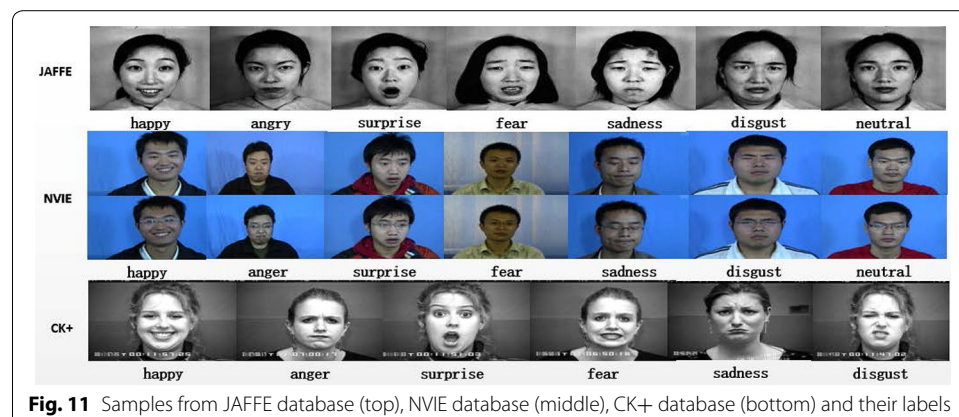 JAFFE
happy angry surprise fear sadness disgust neutral
NVIE
happy anger surprise fear sadness disgust neutral
CK+
happy anger surprise fear sadness disgust
Fig. 11 Samples from JAFFE database (top), NVIE database (middle), CK+ database (bottom) and their labels